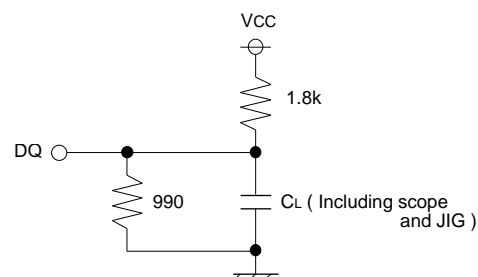 VCC
1.8k
DQ
990
CL ( Including scope
and JIG )